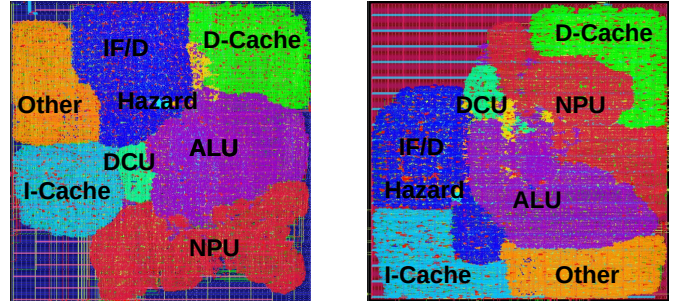 IF/D
D-Cache
Other
Hazard
ALU
DCU
I-Cache
NPU
D-Cache
DCU
NPU
IF/D
Hazard
ALU
I-Cache
Other